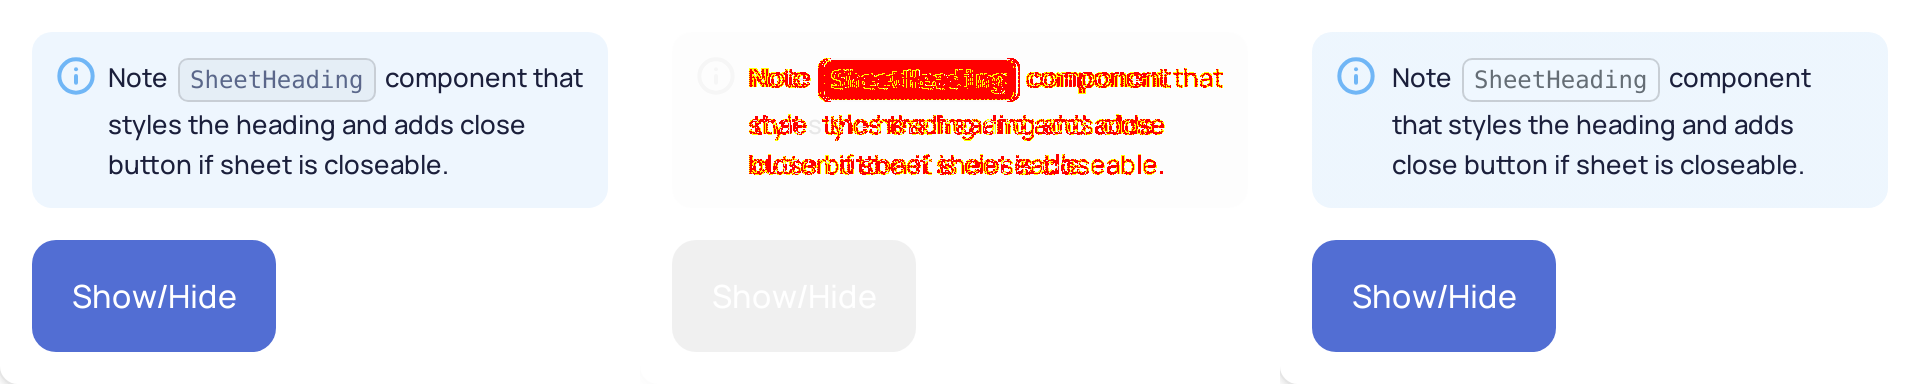 Note SheetHeading component that
styles the heading and adds close
button if sheet is closeable.
Show/Hide
Note SheetHeading component that
Show/Hide
Note SheetHeading component
that styles the heading and adds
close button if sheet is closeable.
Show/Hide